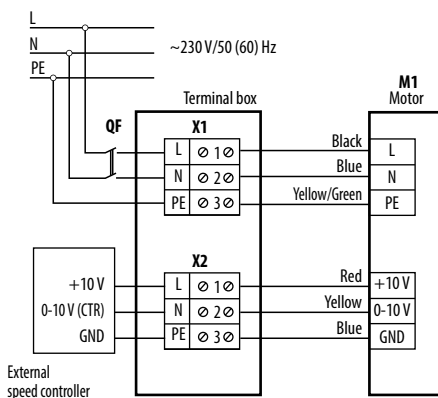 L
N
~230 V/50 (60) Hz
PE
M1
Terminal box
Motor
QF
X1
L 1 Black L
N 2 Blue N
PE 3 Yellow/Green PE
X2
+10 V L 1 Red +10 V
0-10 V (CTR) N 2 Yellow 0-10 V
GND PE 3 Blue GND
External
speed controller